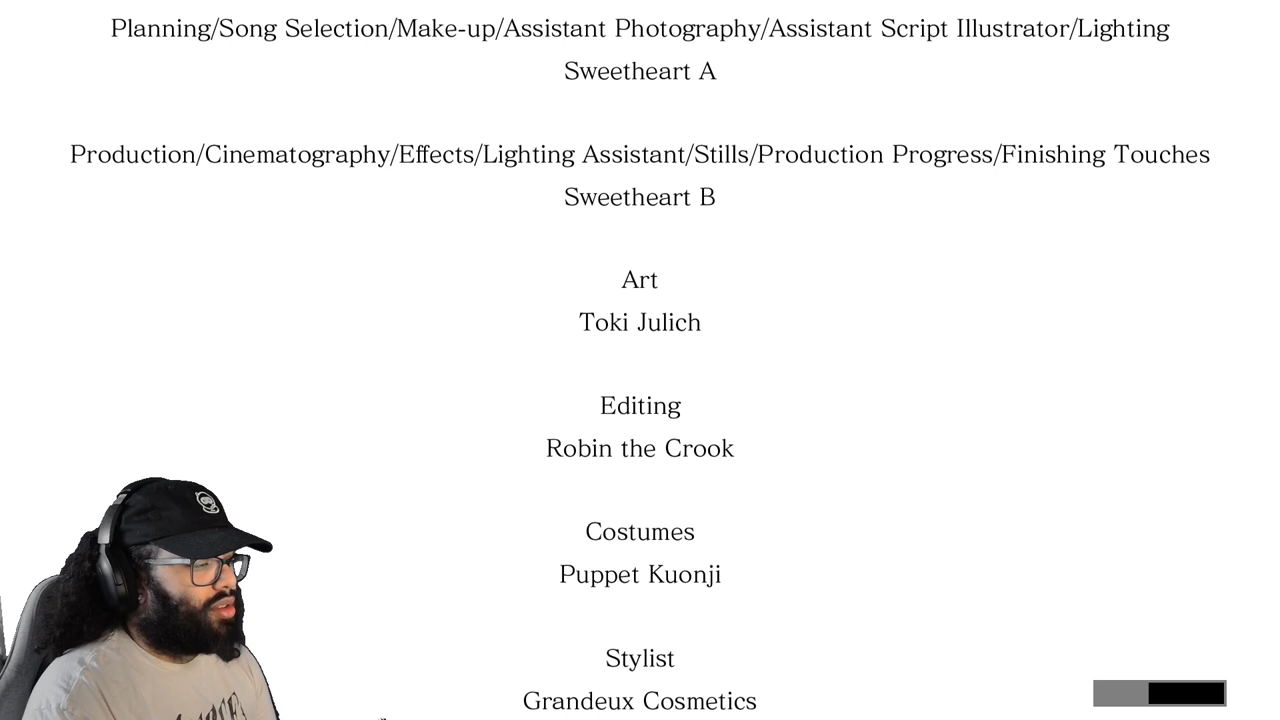 Planning/Song Selection/Make-up/Assistant Photography/Assistant Script Illustrator/Lighting
Sweetheart A
Production/Cinematography/Effects/Lighting Assistant/Stills/Production Progress/Finishing Touches
Sweetheart B
Art
Toki Julich
Editing
Robin the Crook
Costumes
Puppet Kuonji
Stylist
Grandeux Cosmetics